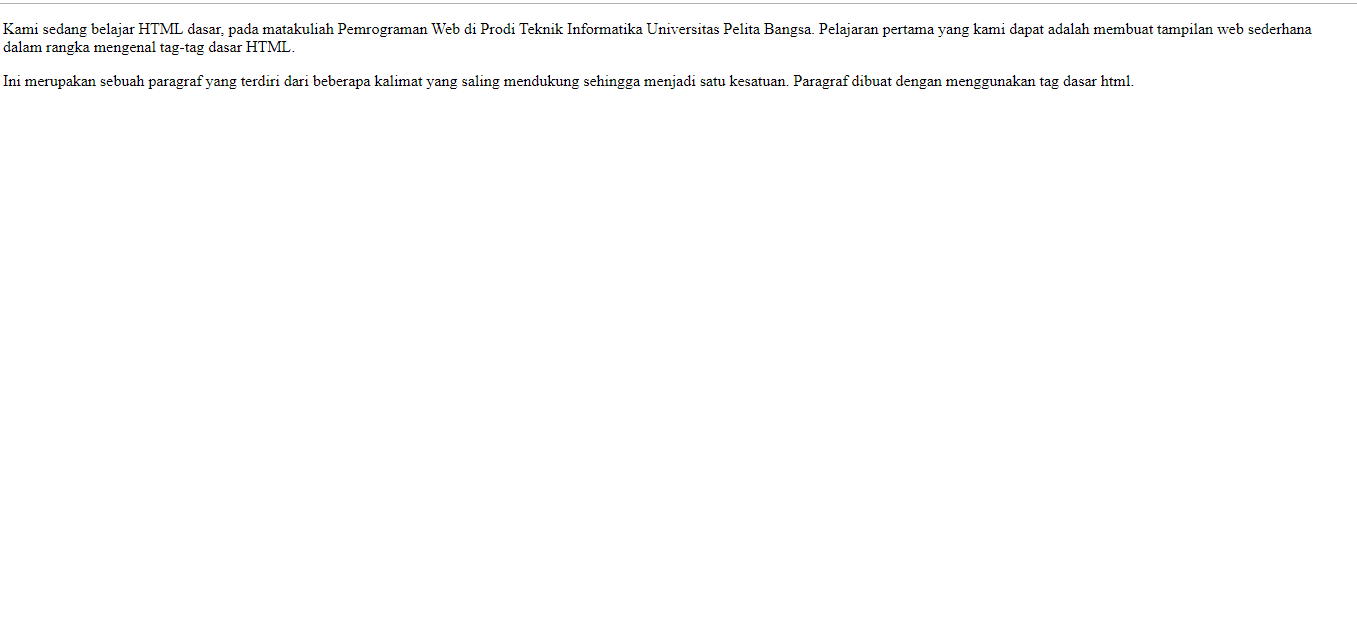 Kami sedang belajar HTML dasar, pada matakuliah Pemrograman Web di Prodi Teknik Informatika Universitas Pelita Bangsa. Pelajaran pertama yang kami dapat adalah membuat tampilan web sederhana
dalam rangka mengenal tag-tag dasar HTML.
Ini merupakan sebuah paragraf yang terdiri dari beberapa kalimat yang saling mendukung sehingga menjadi satu kesatuan. Paragraf dibuat dengan menggunakan tag dasar html.